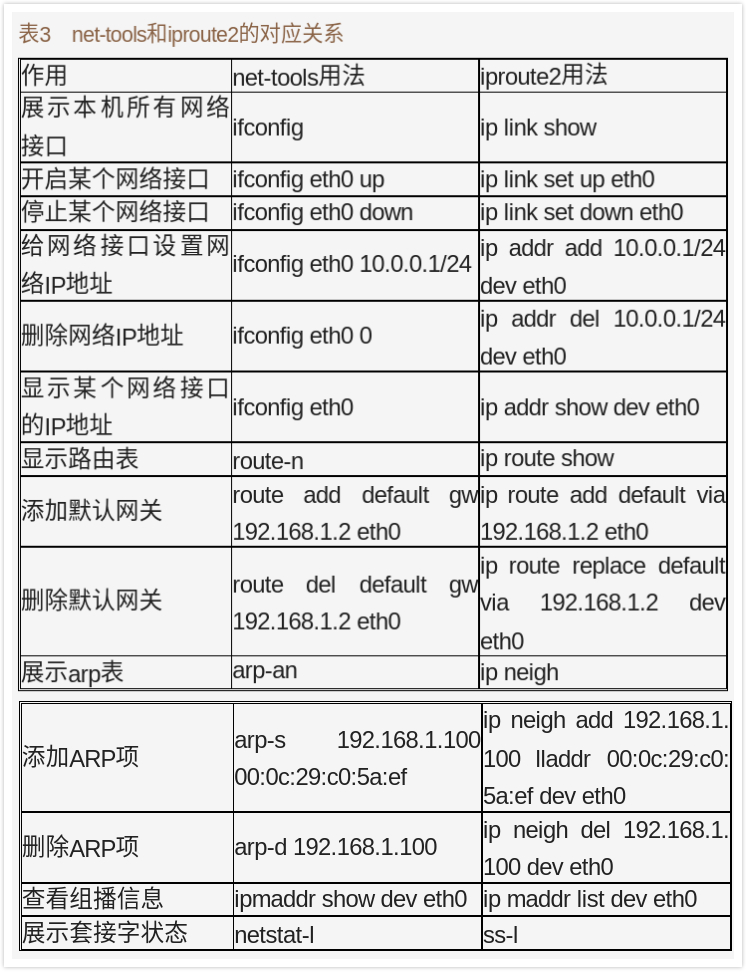 表3 net-tools和iproute2的对应关系
作用 net-tools用法 iproute2用法
展示本机所有网络
接口
ifconfig
ip link show
开启某个网络接口 ifconfig eth0 up ip link set up eth0
停止某个网络接口 ifconfig eth0 down ip link set down eth0
给网络接口设置网
络IP地址
ifconfig eth0 10.0.0.1/24
ip addr add 10.0.0.1/24
dev eth0
删除网络IP地址
ifconfig eth0 0
ip addr del 10.0.0.1/24
dev eth0
显示某个网络接口
的IP地址
ifconfig eth0
ip addr show dev eth0
显示路由表 route-n ip route show
添加默认网关
route add default gw
192.168.1.2 eth0
ip route add default via
192.168.1.2 eth0
删除默认网关
route del default gw
192.168.1.2 eth0
ip route replace default
via 192.168.1.2 dev
eth0
展示arp表 arp-an ip neigh
添加ARP项
arp-s 192.168.1.100
00:0c:29:c0:5a:ef
ip neigh add 192.168.1.
100 lladdr 00:0c:29:c0:
5a:ef dev eth0
删除ARP项
arp-d 192.168.1.100
ip neigh del 192.168.1.
100 dev eth0
查看组播信息 ipmaddr show dev eth0 ip maddr list dev eth0
展示套接字状态 netstat-l ss-l